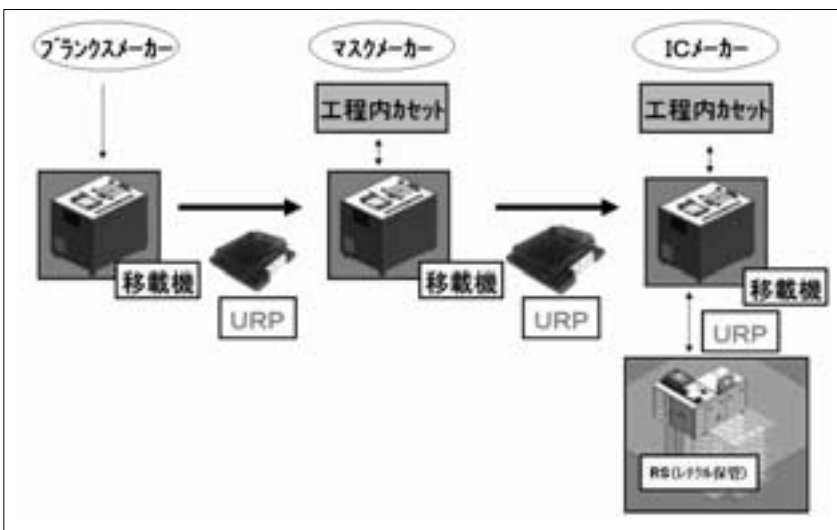 ブランクスメーカー
マスクメーカー
ICメーカー
工程内カセット
工程内カセット
移載機
URP
移載機
URP
移載機
URP
RS(レチクル保管)